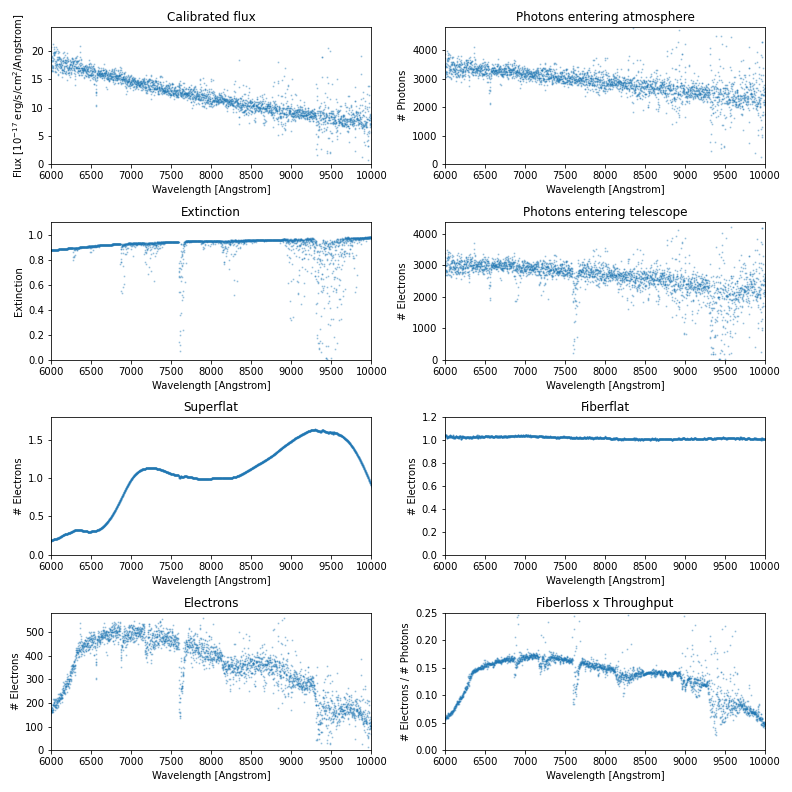 Calibrated flux
Flux [10⁻¹⁷ erg/s/cm²/Angstrom]
20
15
10
5
0
6000 6500 7000 7500 8000 8500 9000 9500 10000
Wavelength [Angstrom]
Photons entering atmosphere
# Photons
4000
3000
2000
1000
0
6000 6500 7000 7500 8000 8500 9000 9500 10000
Wavelength [Angstrom]
Extinction
Extinction
1.0
0.8
0.6
0.4
0.2
0.0
6000 6500 7000 7500 8000 8500 9000 9500 10000
Wavelength [Angstrom]
Photons entering telescope
# Electrons
4000
3000
2000
1000
0
6000 6500 7000 7500 8000 8500 9000 9500 10000
Wavelength [Angstrom]
Superflat
# Electrons
1.5
1.0
0.5
0.0
6000 6500 7000 7500 8000 8500 9000 9500 10000
Wavelength [Angstrom]
Fiberflat
# Electrons
1.2
1.0
0.8
0.6
0.4
0.2
0.0
6000 6500 7000 7500 8000 8500 9000 9500 10000
Wavelength [Angstrom]
Electrons
# Electrons
500
400
300
200
100
0
6000 6500 7000 7500 8000 8500 9000 9500 10000
Wavelength [Angstrom]
Fiberloss x Throughput
# Electrons / # Photons
0.25
0.20
0.15
0.10
0.05
0.00
6000 6500 7000 7500 8000 8500 9000 9500 10000
Wavelength [Angstrom]